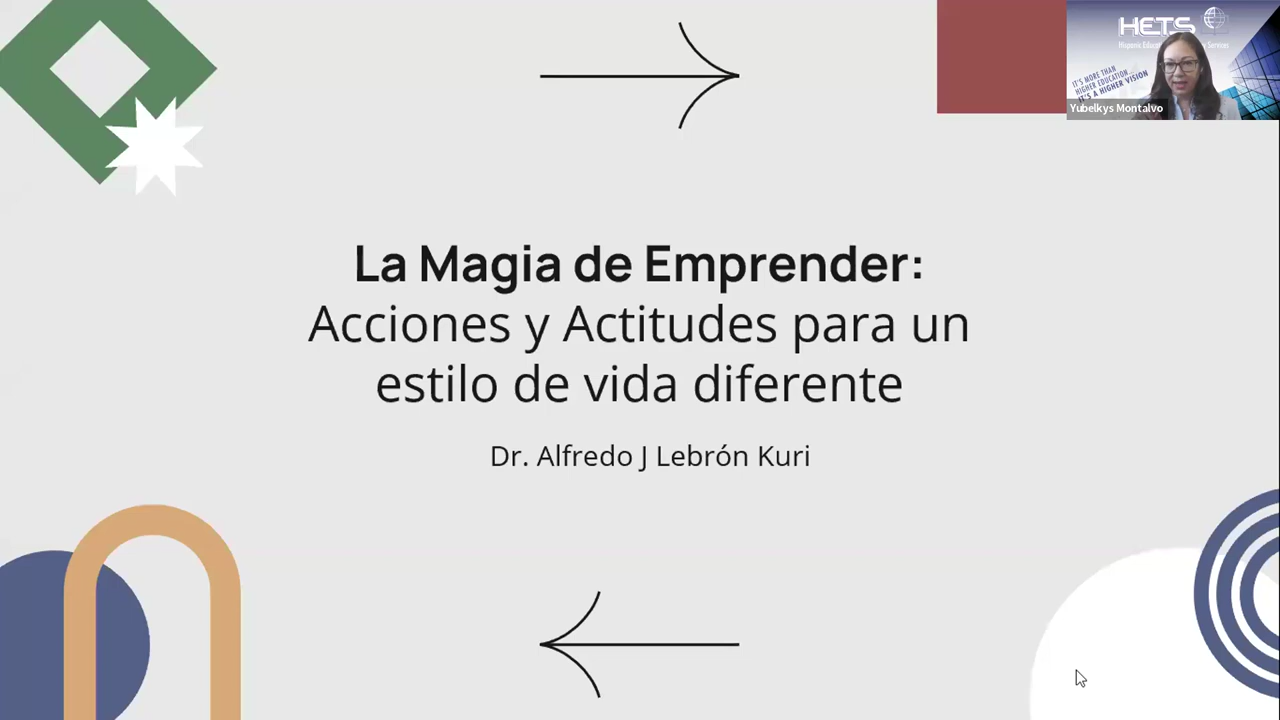 HETS
IT'S MORE THAN
HIGHER EDUCATION...
IT'S A HIGHER VISION
Yubelkys Montalvo
La Magia de Emprender:
Acciones y Actitudes para un
estilo de vida diferente
Dr. Alfredo J Lebrón Kuri